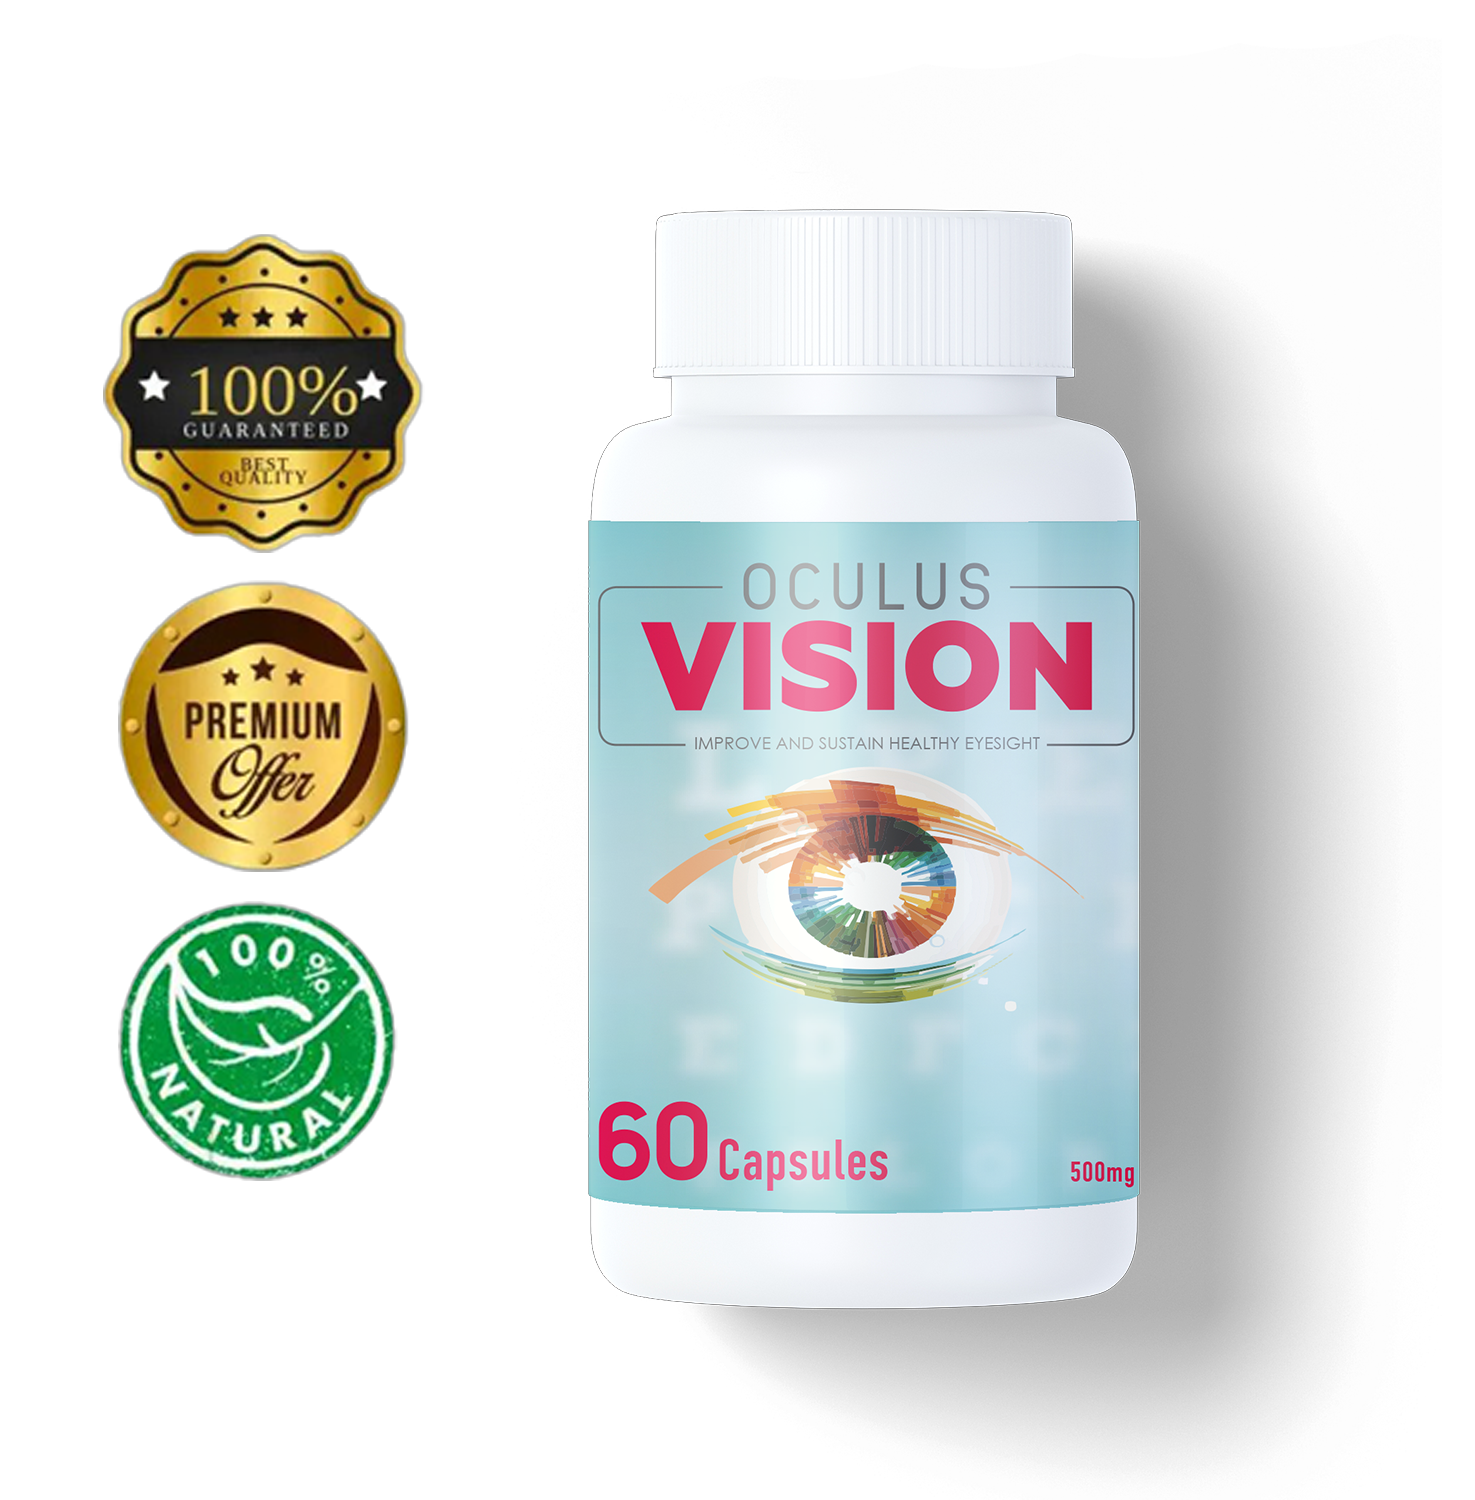 100%
GUARANTEED
BEST
QUALITY
PREMIUM
Offer
100%
NATURAL
OCULUS
VISION
IMPROVE AND SUSTAIN HEALTHY EYESIGHT
60 Capsules
500mg